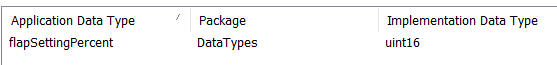 Application Data Type Package Implementation Data Type
flapSettingPercent DataTypes uint16